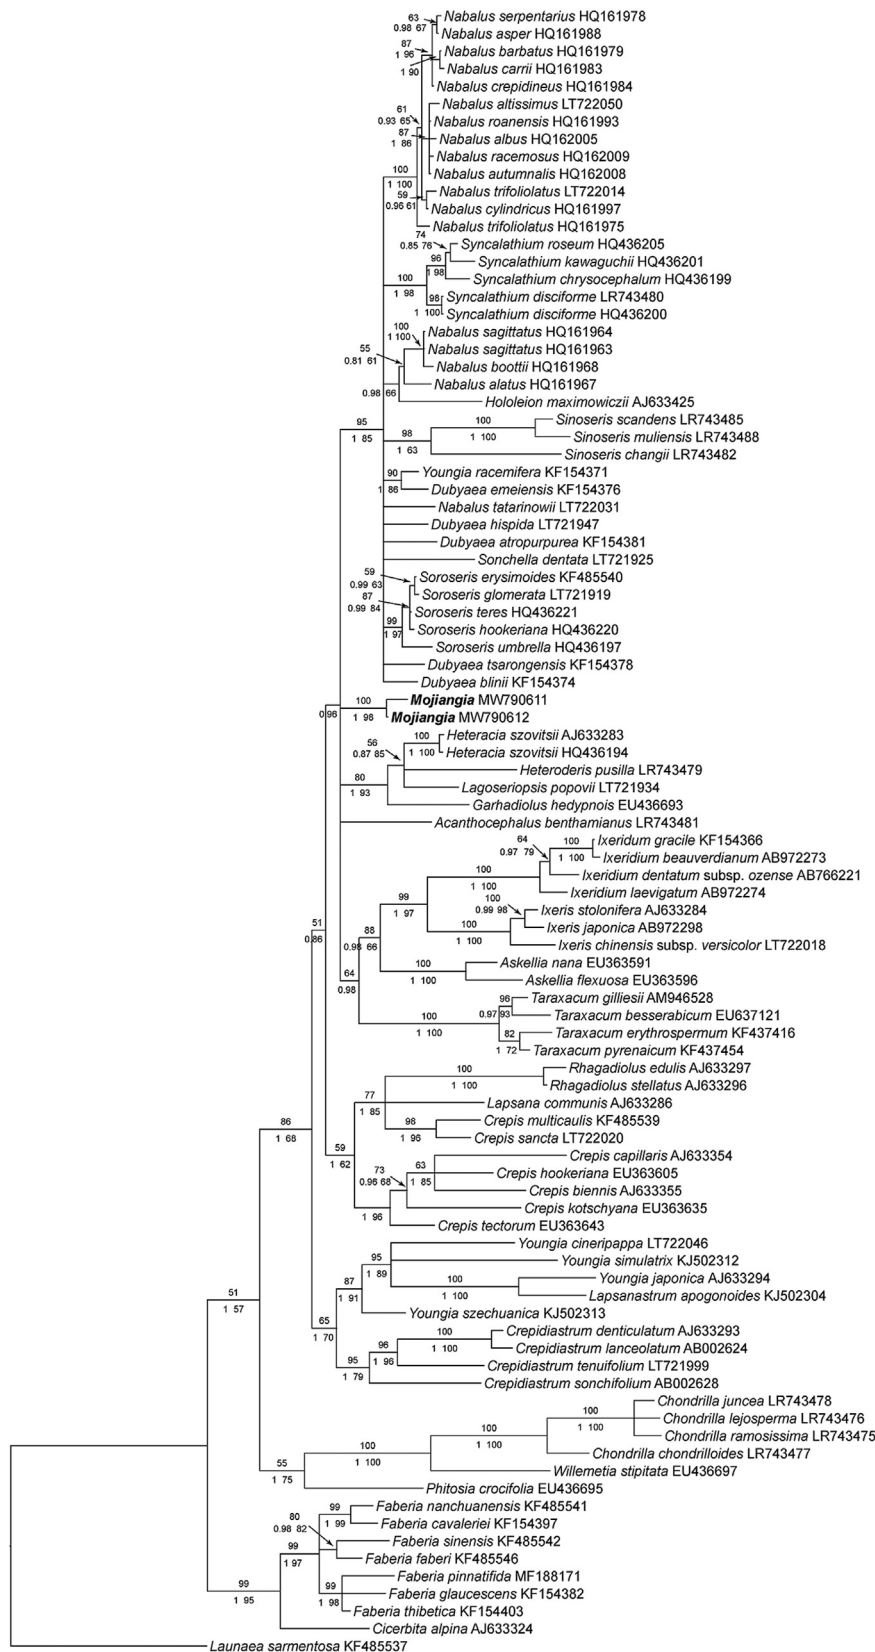 63
Nabalus serpentarius HQ161978
0.98 67
Nabalus asper HQ161988
87
Nabalus barbatus HQ161979
1 96
1 90
Nabalus carrii HQ161983
Nabalus crepidineus HQ161984
Nabalus altissimus LT722050
61
0.93 65
Nabalus roanensis HQ161993
87
1 86
Nabalus albus HQ162005
Nabalus racemosus HQ162009
100
Nabalus autumnalis HQ162008
1 100
59
Nabalus trifoliolatus LT722014
0.96 61
Nabalus cylindricus HQ161997
Nabalus trifoliolatus HQ161975
74
0.85 76
Syncalathium roseum HQ436205
96
Syncalathium kawaguchii HQ436201
1 98
Syncalathium chrysocephalum HQ436199
100
1 98
98
Syncalathium disciforme LR743480
1 100
Syncalathium disciforme HQ436200
100
1 100
Nabalus sagittatus HQ161964
55
0.81 61
Nabalus sagittatus HQ161963
Nabalus boottii HQ161968
Nabalus alatus HQ161967
0.98 66
Hololeion maximowiczii AJ633425
95
1 85
100
Sinoseris scandens LR743485
98
1 100
Sinoseris muliensis LR743488
1 63
Sinoseris changii LR743482
90
Youngia racemifera KF154371
1 86
Dubyaea emeiensis KF154376
Nabalus tatarinowii LT722031
Dubyaea hispida LT721947
Dubyaea atropurpurea KF154381
Sonchella dentata LT721925
59
0.99 63
Soroseris erysimoides KF485540
87
Soroseris glomerata LT721919
0.99 84
Soroseris teres HQ436221
99
1 97
Soroseris hookeriana HQ436220
Soroseris umbrella HQ436197
Dubyaea tsarongensis KF154378
Dubyaea blinii KF154374
100
Mojiangia MW790611
0.96
1 98
Mojiangia MW790612
56
0.87 85
100
Heteracia szovitsii AJ633283
1 100
Heteracia szovitsii HQ436194
80
Heteroderis pusilla LR743479
1 93
Lagoseriopsis popovii LT721934
Garhadiolus hedypnois EU436693
Acanthocephalus benthamianus LR743481
64
0.97 79
100
Ixeridium gracile KF154366
1 100
Ixeridium beauverdianum AB972273
100
1 100
Ixeridium dentatum subsp. ozense AB766221
99
1 97
Ixeridium laevigatum AB972274
100
0.99 98
Ixeris stolonifera AJ633284
51
0.86
88
0.98 66
100
1 100
Ixeris japonica AB972298
Ixeris chinensis subsp. versicolor LT722018
64
0.98
100
Askellia nana EU363591
1 100
Askellia flexuosa EU363596
96
Taraxacum gilliesii AM946528
100
1 100
0.97 93
Taraxacum besserabicum EU637121
82
Taraxacum erythrospermum KF437416
1 72
Taraxacum pyrenaicum KF437454
100
Rhagadiolus edulis AJ633297
1 100
Rhagadiolus stellatus AJ633296
77
1 85
Lapsana communis AJ633286
86
1 68
98
Crepis multicaulis KF485539
1 96
Crepis sancta LT722020
59
1 62
Crepis capillaris AJ633354
73
0.96 68
63
Crepis hookeriana EU363605
1 85
Crepis biennis AJ633355
Crepis kotschyana EU363635
1 96
Crepis tectorum EU363643
Youngia cineripappa LT722046
95
1 89
Youngia simulatrix KJ502312
87
1 91
100
Youngia japonica AJ633294
1 100
Lapsanastrum apogonoides KJ502304
51
1 57
Youngia szechuanica KJ502313
65
1 70
100
Crepidiastrum denticulatum AJ633293
1 100
Crepidiastrum lanceolatum AB002624
96
1 96
Crepidiastrum tenuifolium LT721999
95
1 79
Crepidiastrum sonchifolium AB002628
Chondrilla juncea LR743478
100
1 100
Chondrilla lejosperma LR743476
100
1 100
Chondrilla ramosissima LR743475
100
1 100
Chondrilla chondrilloides LR743477
55
1 75
Willemetia stipitata EU436697
Phitosia crocifolia EU436695
99
Faberia nanchuanensis KF485541
1 99
Faberia cavaleriei KF154397
80
0.98 82
Faberia sinensis KF485542
99
1 97
Faberia faberi KF485546
99
Faberia pinnatifida MF188171
99
1 95
1 98
Faberia glaucescens KF154382
Faberia thibetica KF154403
Cicerbita alpina AJ633324
Launaea sarmentosa KF485537